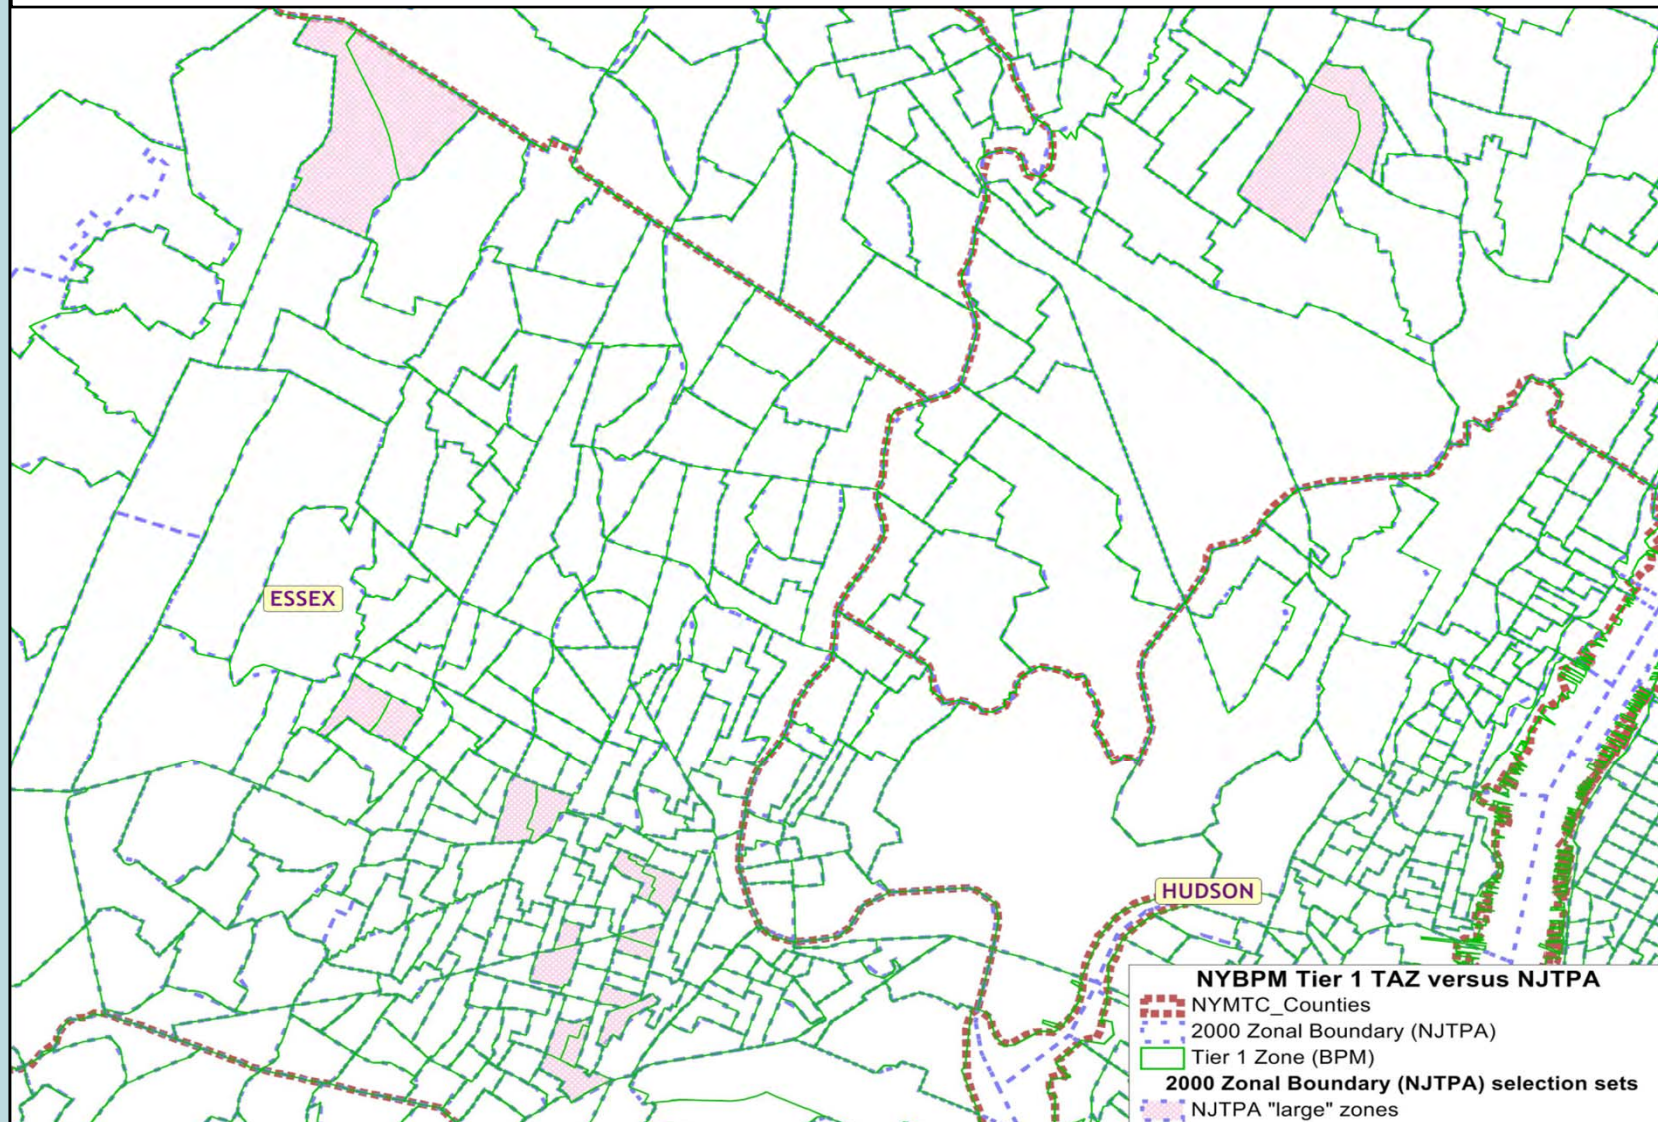 ESSEX
HUDSON
NYBPM Tier 1 TAZ versus NJTPA
NYMTC_Counties
2000 Zonal Boundary (NJTPA)
Tier 1 Zone (BPM)
2000 Zonal Boundary (NJTPA) selection sets
NJTPA "large" zones